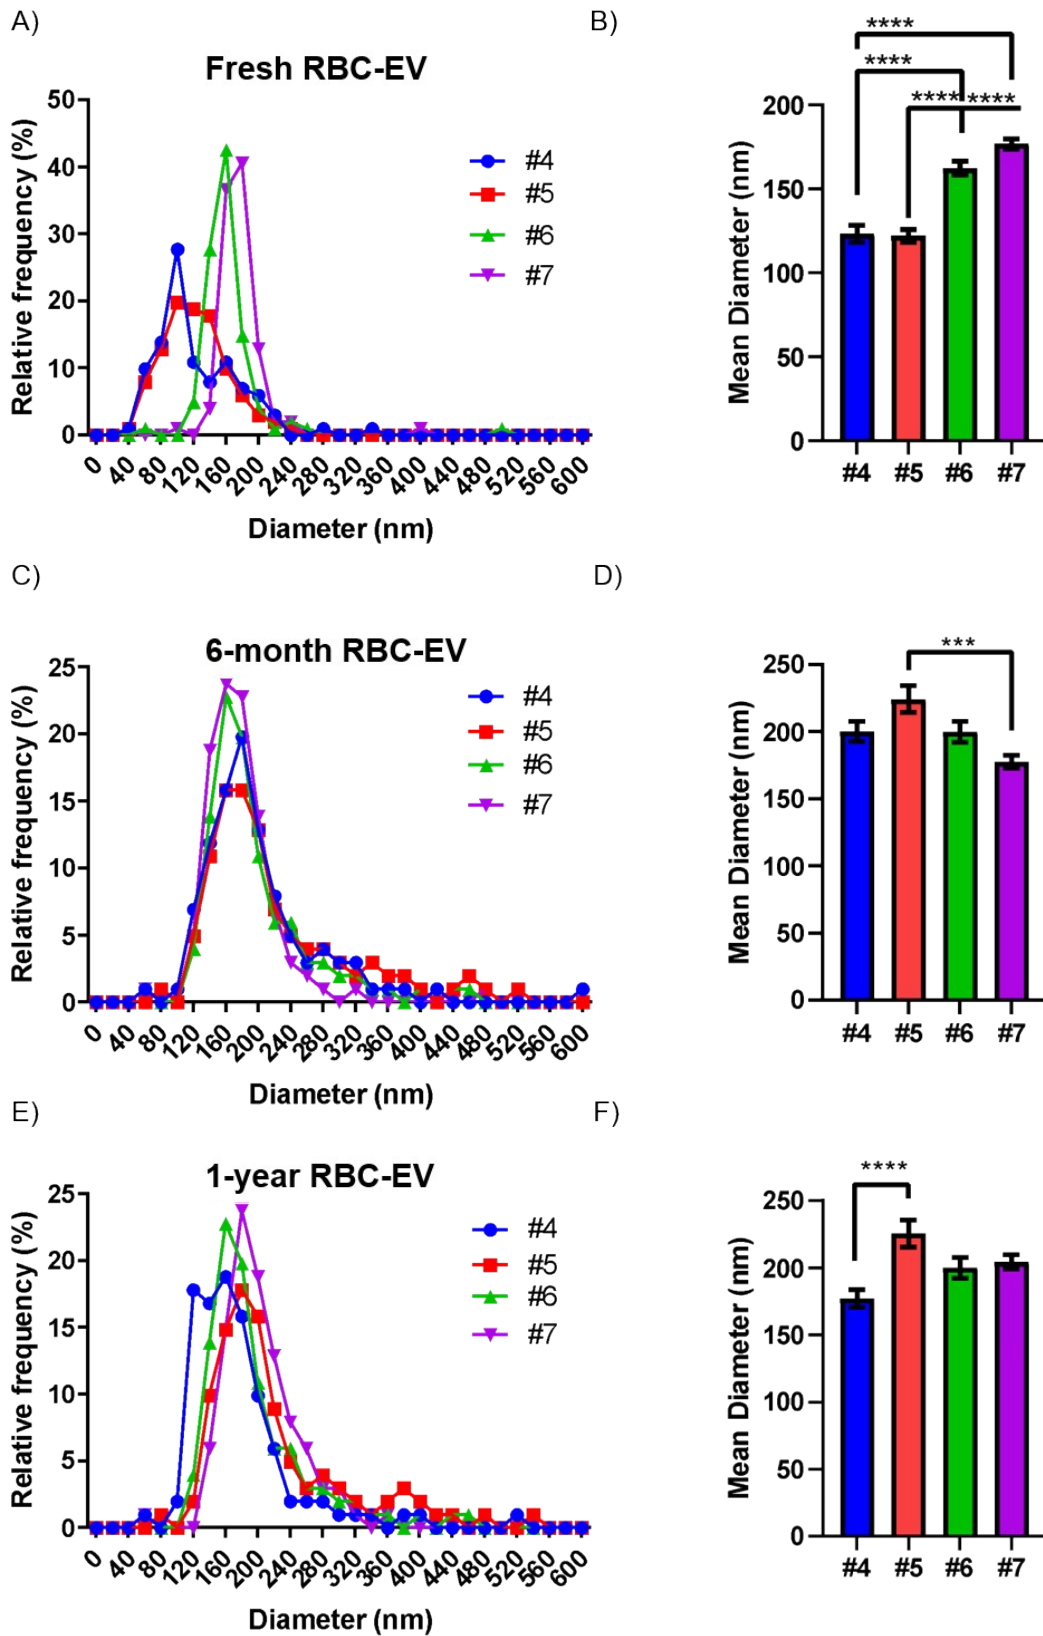 A)
Fresh RBC-EV
Relative frequency (%)
50
40
30
20
10
0
#4
#5
#6
#7
0 40 80 120 160 200 240 280 320 360 400 440 480 520 560 600
Diameter (nm)
B)
****
****
**** ****
Mean Diameter (nm)
200
150
100
50
0
#4 #5 #6 #7
C)
6-month RBC-EV
Relative frequency (%)
25
20
15
10
5
0
#4
#5
#6
#7
0 40 80 120 160 200 240 280 320 360 400 440 480 520 560 600
Diameter (nm)
D)
***
Mean Diameter (nm)
250
200
150
100
50
0
#4 #5 #6 #7
E)
1-year RBC-EV
Relative frequency (%)
25
20
15
10
5
0
#4
#5
#6
#7
0 40 80 120 160 200 240 280 320 360 400 440 480 520 560 600
Diameter (nm)
F)
****
Mean Diameter (nm)
250
200
150
100
50
0
#4 #5 #6 #7